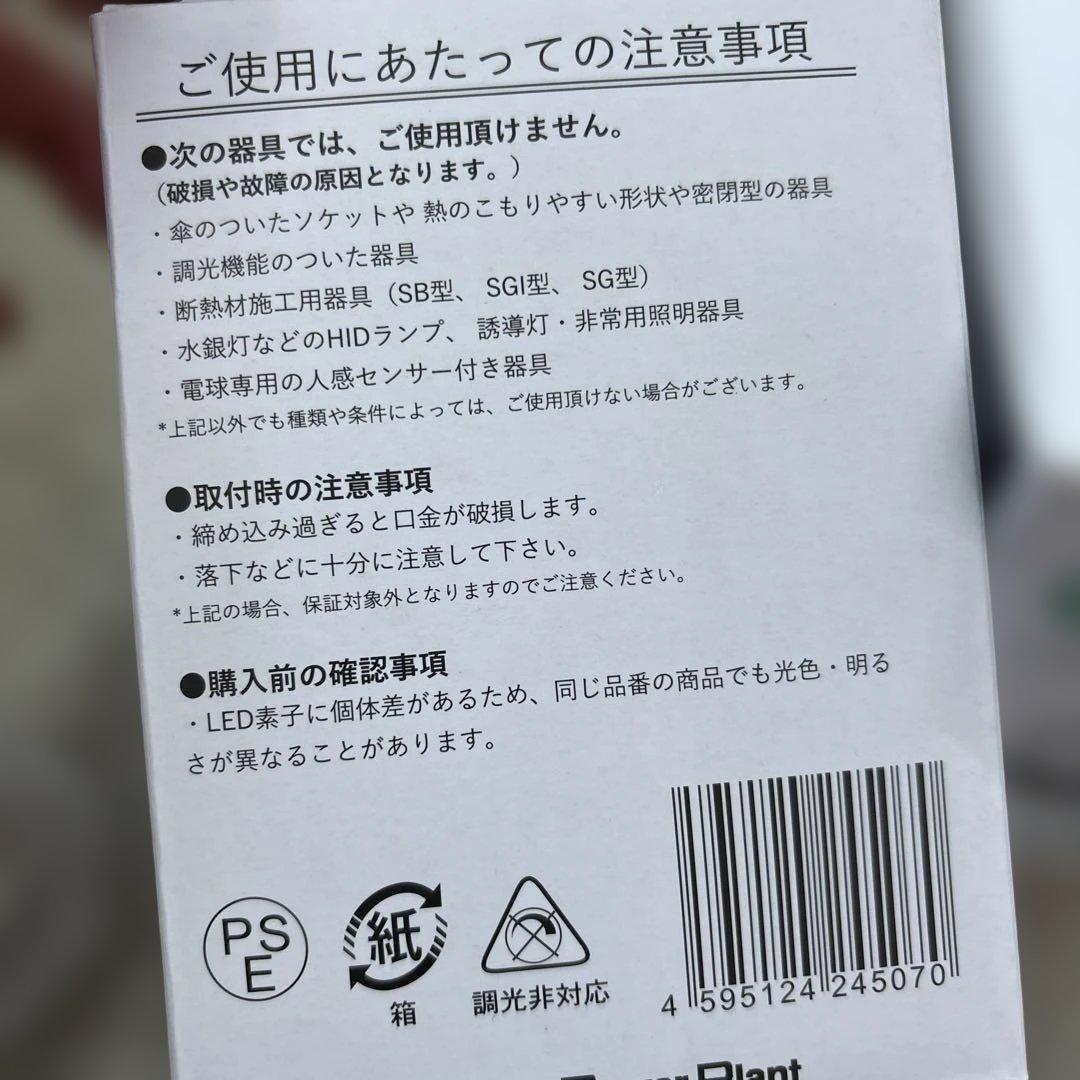 ご使用にあたっての注意事項
●次の器具では、ご使用頂けません。
（破損や故障の原因となります。）
・傘のついたソケットや 熱のこもりやすい形状や密閉型の器具
・調光機能のついた器具
・断熱材施工用器具（SB型、 SGI型、 SG型）
・水銀灯などのHIDランプ、 誘導灯・非常用照明器具
・電球専用の人感センサー付き器具
*上記以外でも種類や条件によっては、ご使用頂けない場合がございます。
●取付時の注意事項
・締め込み過ぎると口金が破損します。
・落下などに十分に注意して下さい。
*上記の場合、保証対象外となりますのでご注意ください。
●購入前の確認事項
・LED素子に個体差があるため、同じ品番の商品でも光色・明る
さが異なることがあります。
PSE
紙
箱
調光非対応
4 595124 245070
Plant